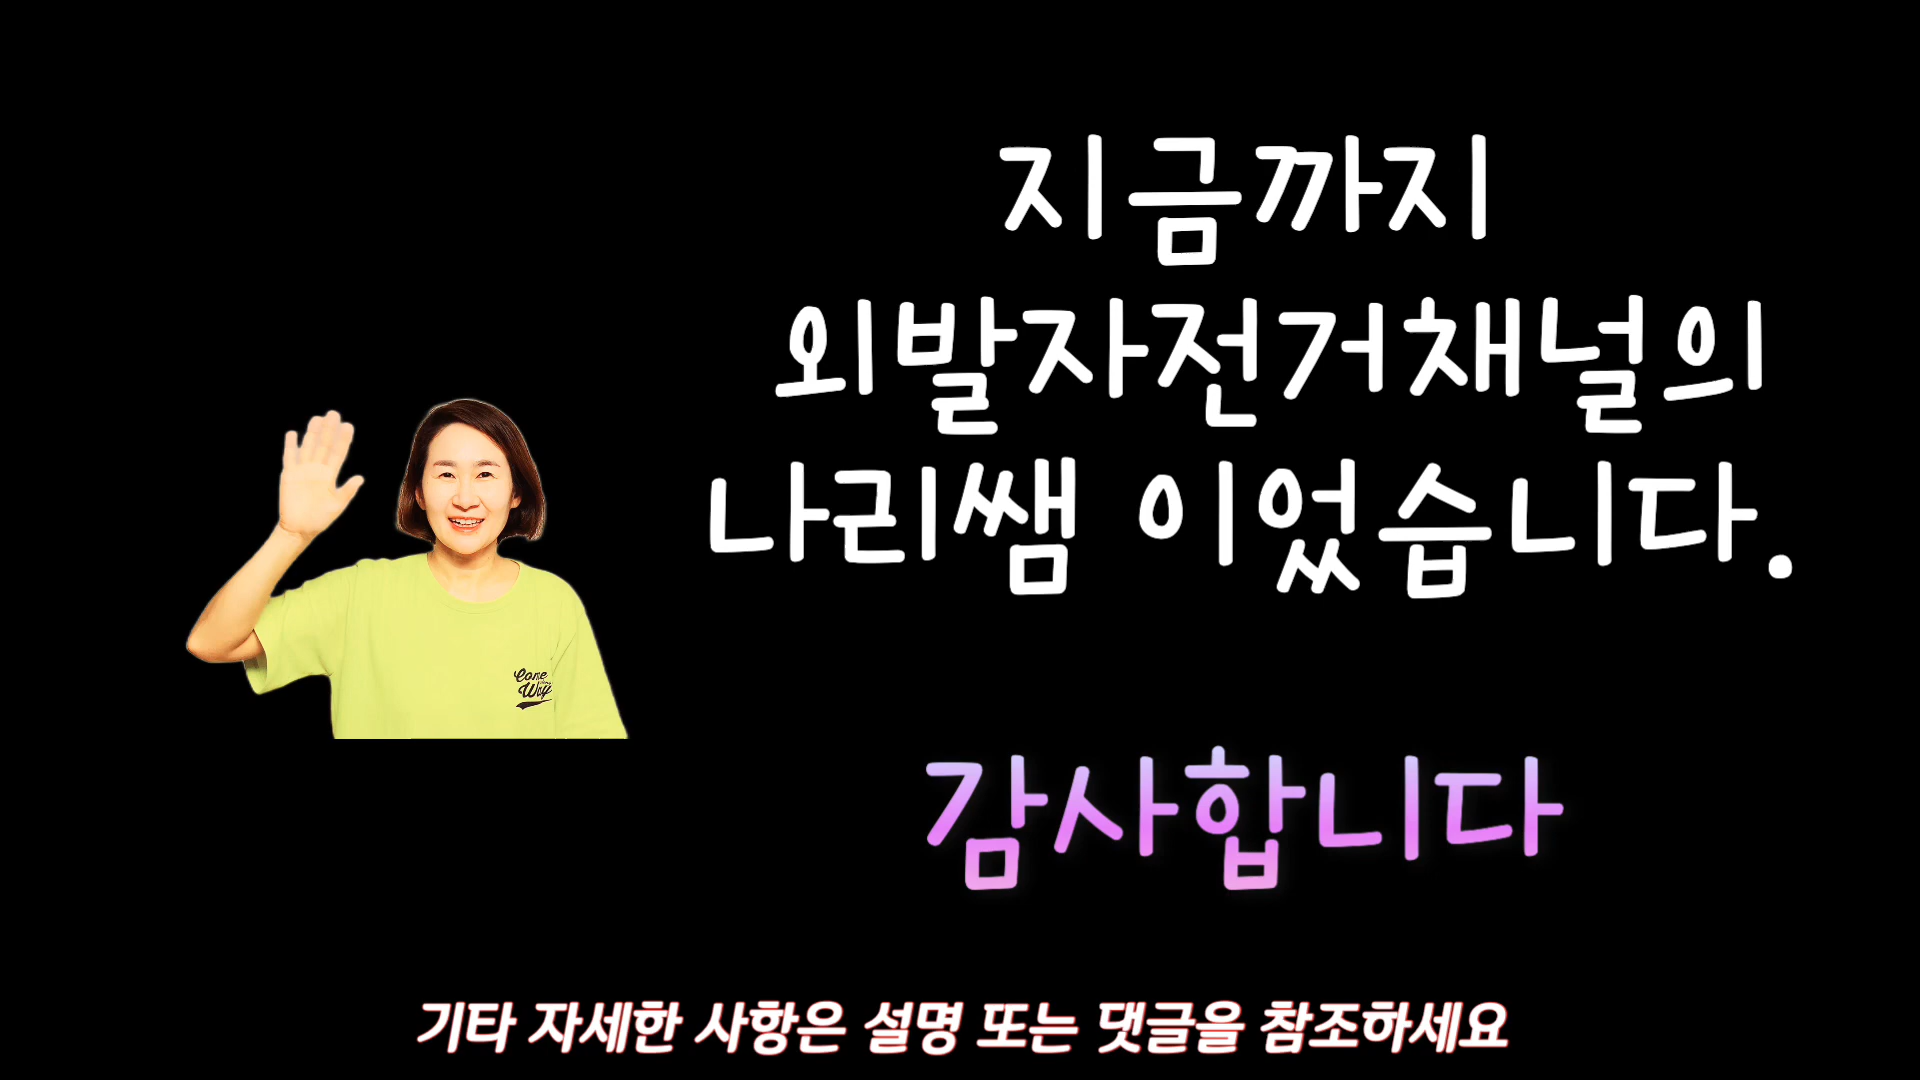 지금까지
외발자전거채널의
나리쌤 이었습니다.
Come
Way
감사합니다
기타 자세한 사항은 설명 또는 댓글을 참조하세요